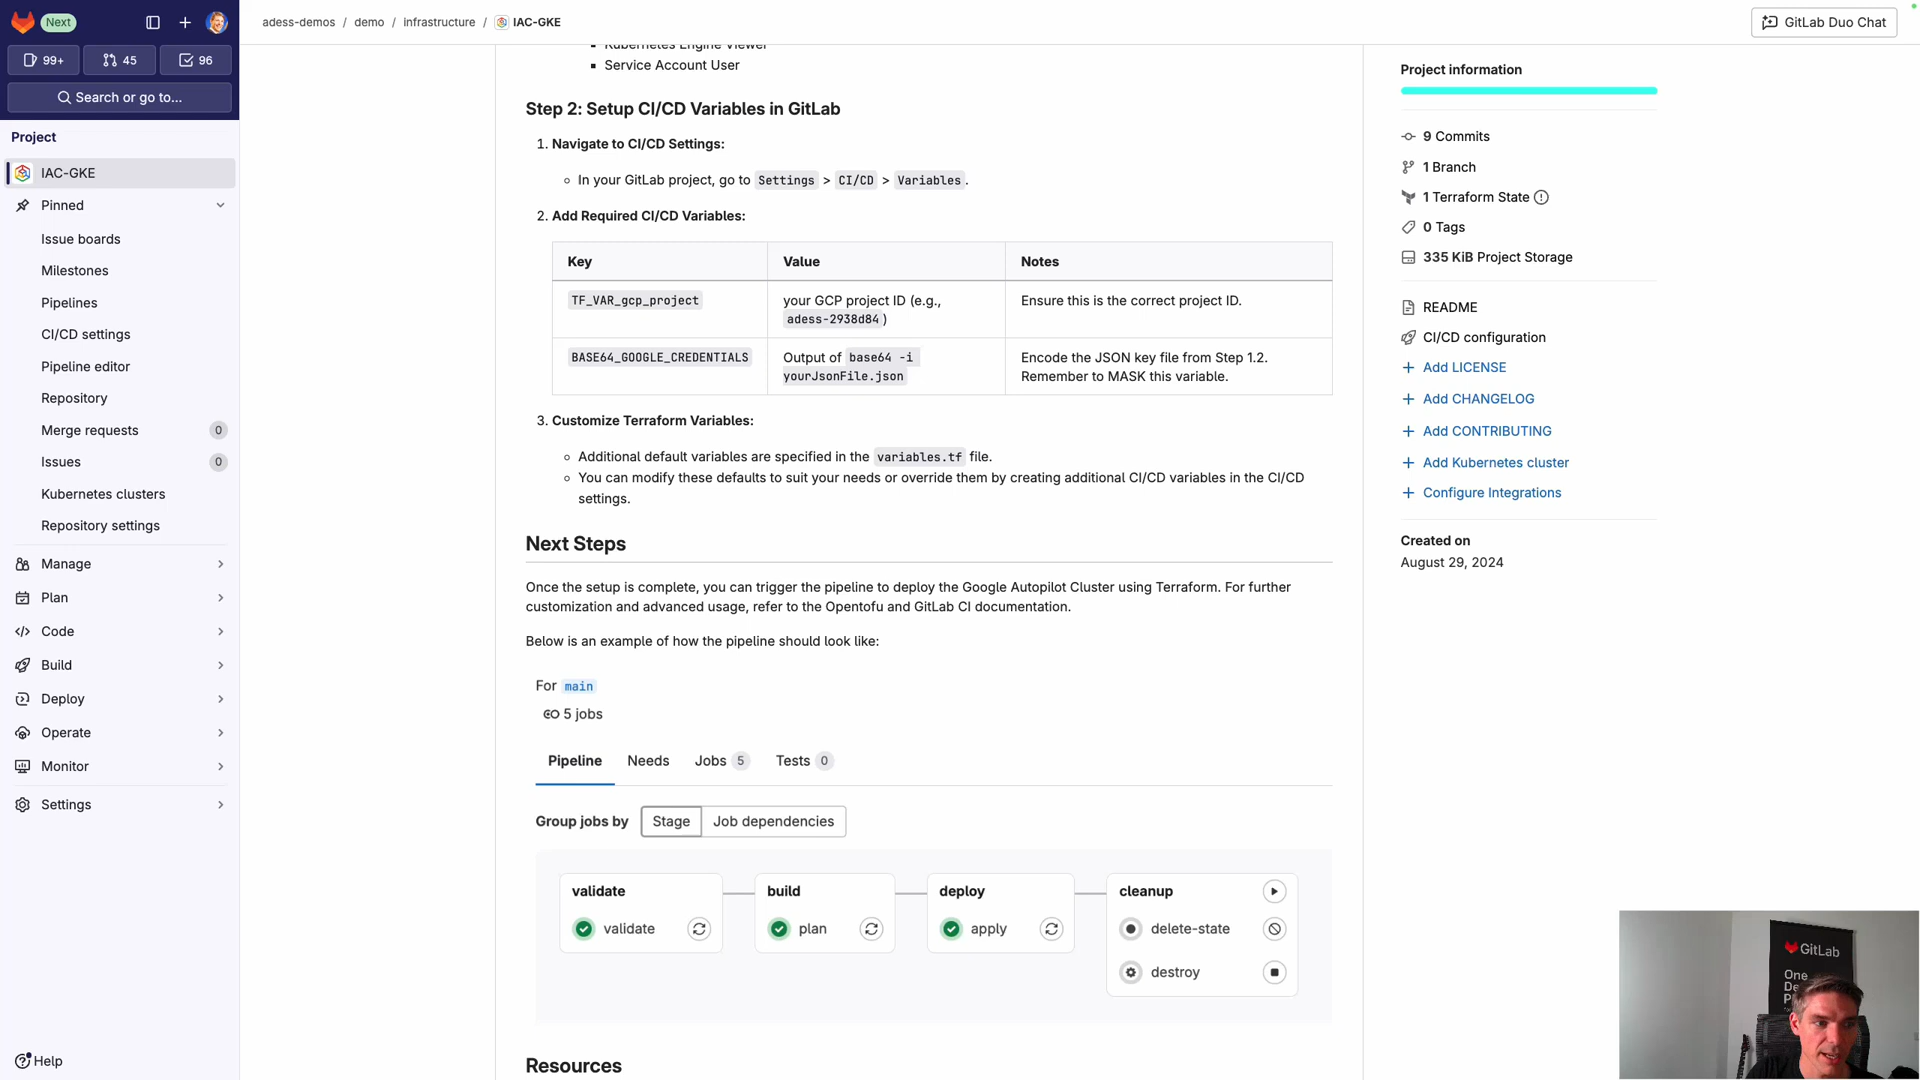 Next
adess-demos / demo / infrastructure / IAC-GKE
GitLab Duo Chat
99+
45
96
Search or go to...
Project
IAC-GKE
Pinned
Issue boards
Milestones
Pipelines
CI/CD settings
Pipeline editor
Repository
Merge requests 0
Issues 0
Kubernetes clusters
Repository settings
Manage
Plan
Code
Build
Deploy
Operate
Monitor
Settings
Help
Kubernetes Engine Viewer
Service Account User
Step 2: Setup CI/CD Variables in GitLab
1. Navigate to CI/CD Settings:
In your GitLab project, go to Settings > CI/CD > Variables.
2. Add Required CI/CD Variables:
Key Value Notes
TF_VAR_gcp_project
your GCP project ID (e.g.,
adess-2938d84)
Ensure this is the correct project ID.
BASE64_GOOGLE_CREDENTIALS
Output of base64 -i
yourJsonFile.json
Encode the JSON key file from Step 1.2.
Remember to MASK this variable.
3. Customize Terraform Variables:
Additional default variables are specified in the variables.tf file.
You can modify these defaults to suit your needs or override them by creating additional CI/CD variables in the CI/CD
settings.
Next Steps
Once the setup is complete, you can trigger the pipeline to deploy the Google Autopilot Cluster using Terraform. For further
customization and advanced usage, refer to the Opentofu and GitLab CI documentation.
Below is an example of how the pipeline should look like:
For main
5 jobs
Pipeline Needs Jobs 5 Tests 0
Group jobs by Stage Job dependencies
validate
validate
build
plan
deploy
apply
cleanup
delete-state
destroy
Resources
Project information
9 Commits
1 Branch
1 Terraform State
0 Tags
335 KiB Project Storage
README
CI/CD configuration
Add LICENSE
Add CHANGELOG
Add CONTRIBUTING
Add Kubernetes cluster
Configure Integrations
Created on
August 29, 2024
GitLab
One